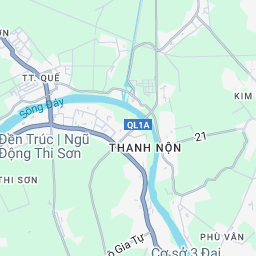 ƠN
TT. QUẾ
Sông Đáy
KIM
QL1A
21
Đền Trúc | Ngũ
Động Thi Sơn
THANH NỘN
THI SƠN
Gia Tự
PHÙ VÂN
Cơ sở 3 Đại